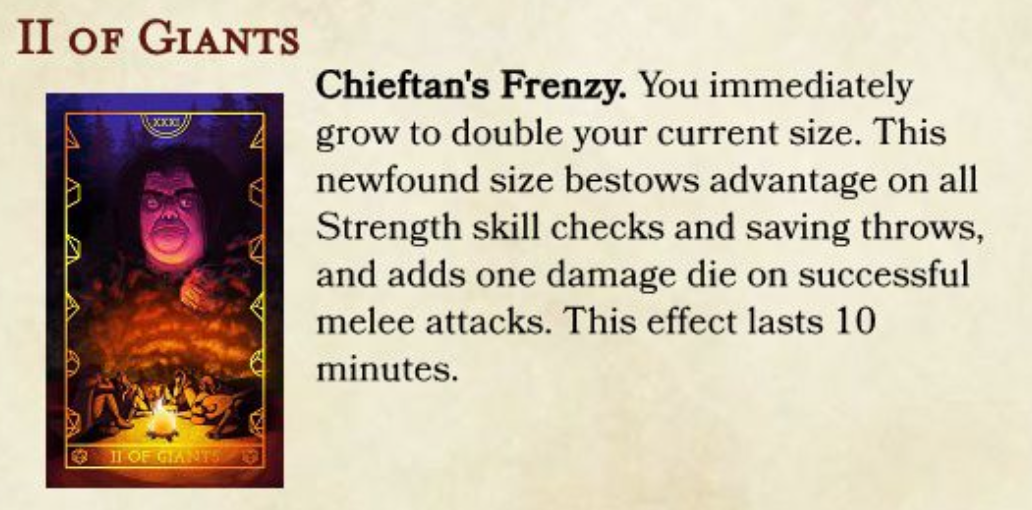 II OF GIANTS
Chieftan's Frenzy. You immediately
grow to double your current size. This
newfound size bestows advantage on all
Strength skill checks and saving throws,
and adds one damage die on successful
melee attacks. This effect lasts 10
minutes.
XXXI
II OF GIANTS